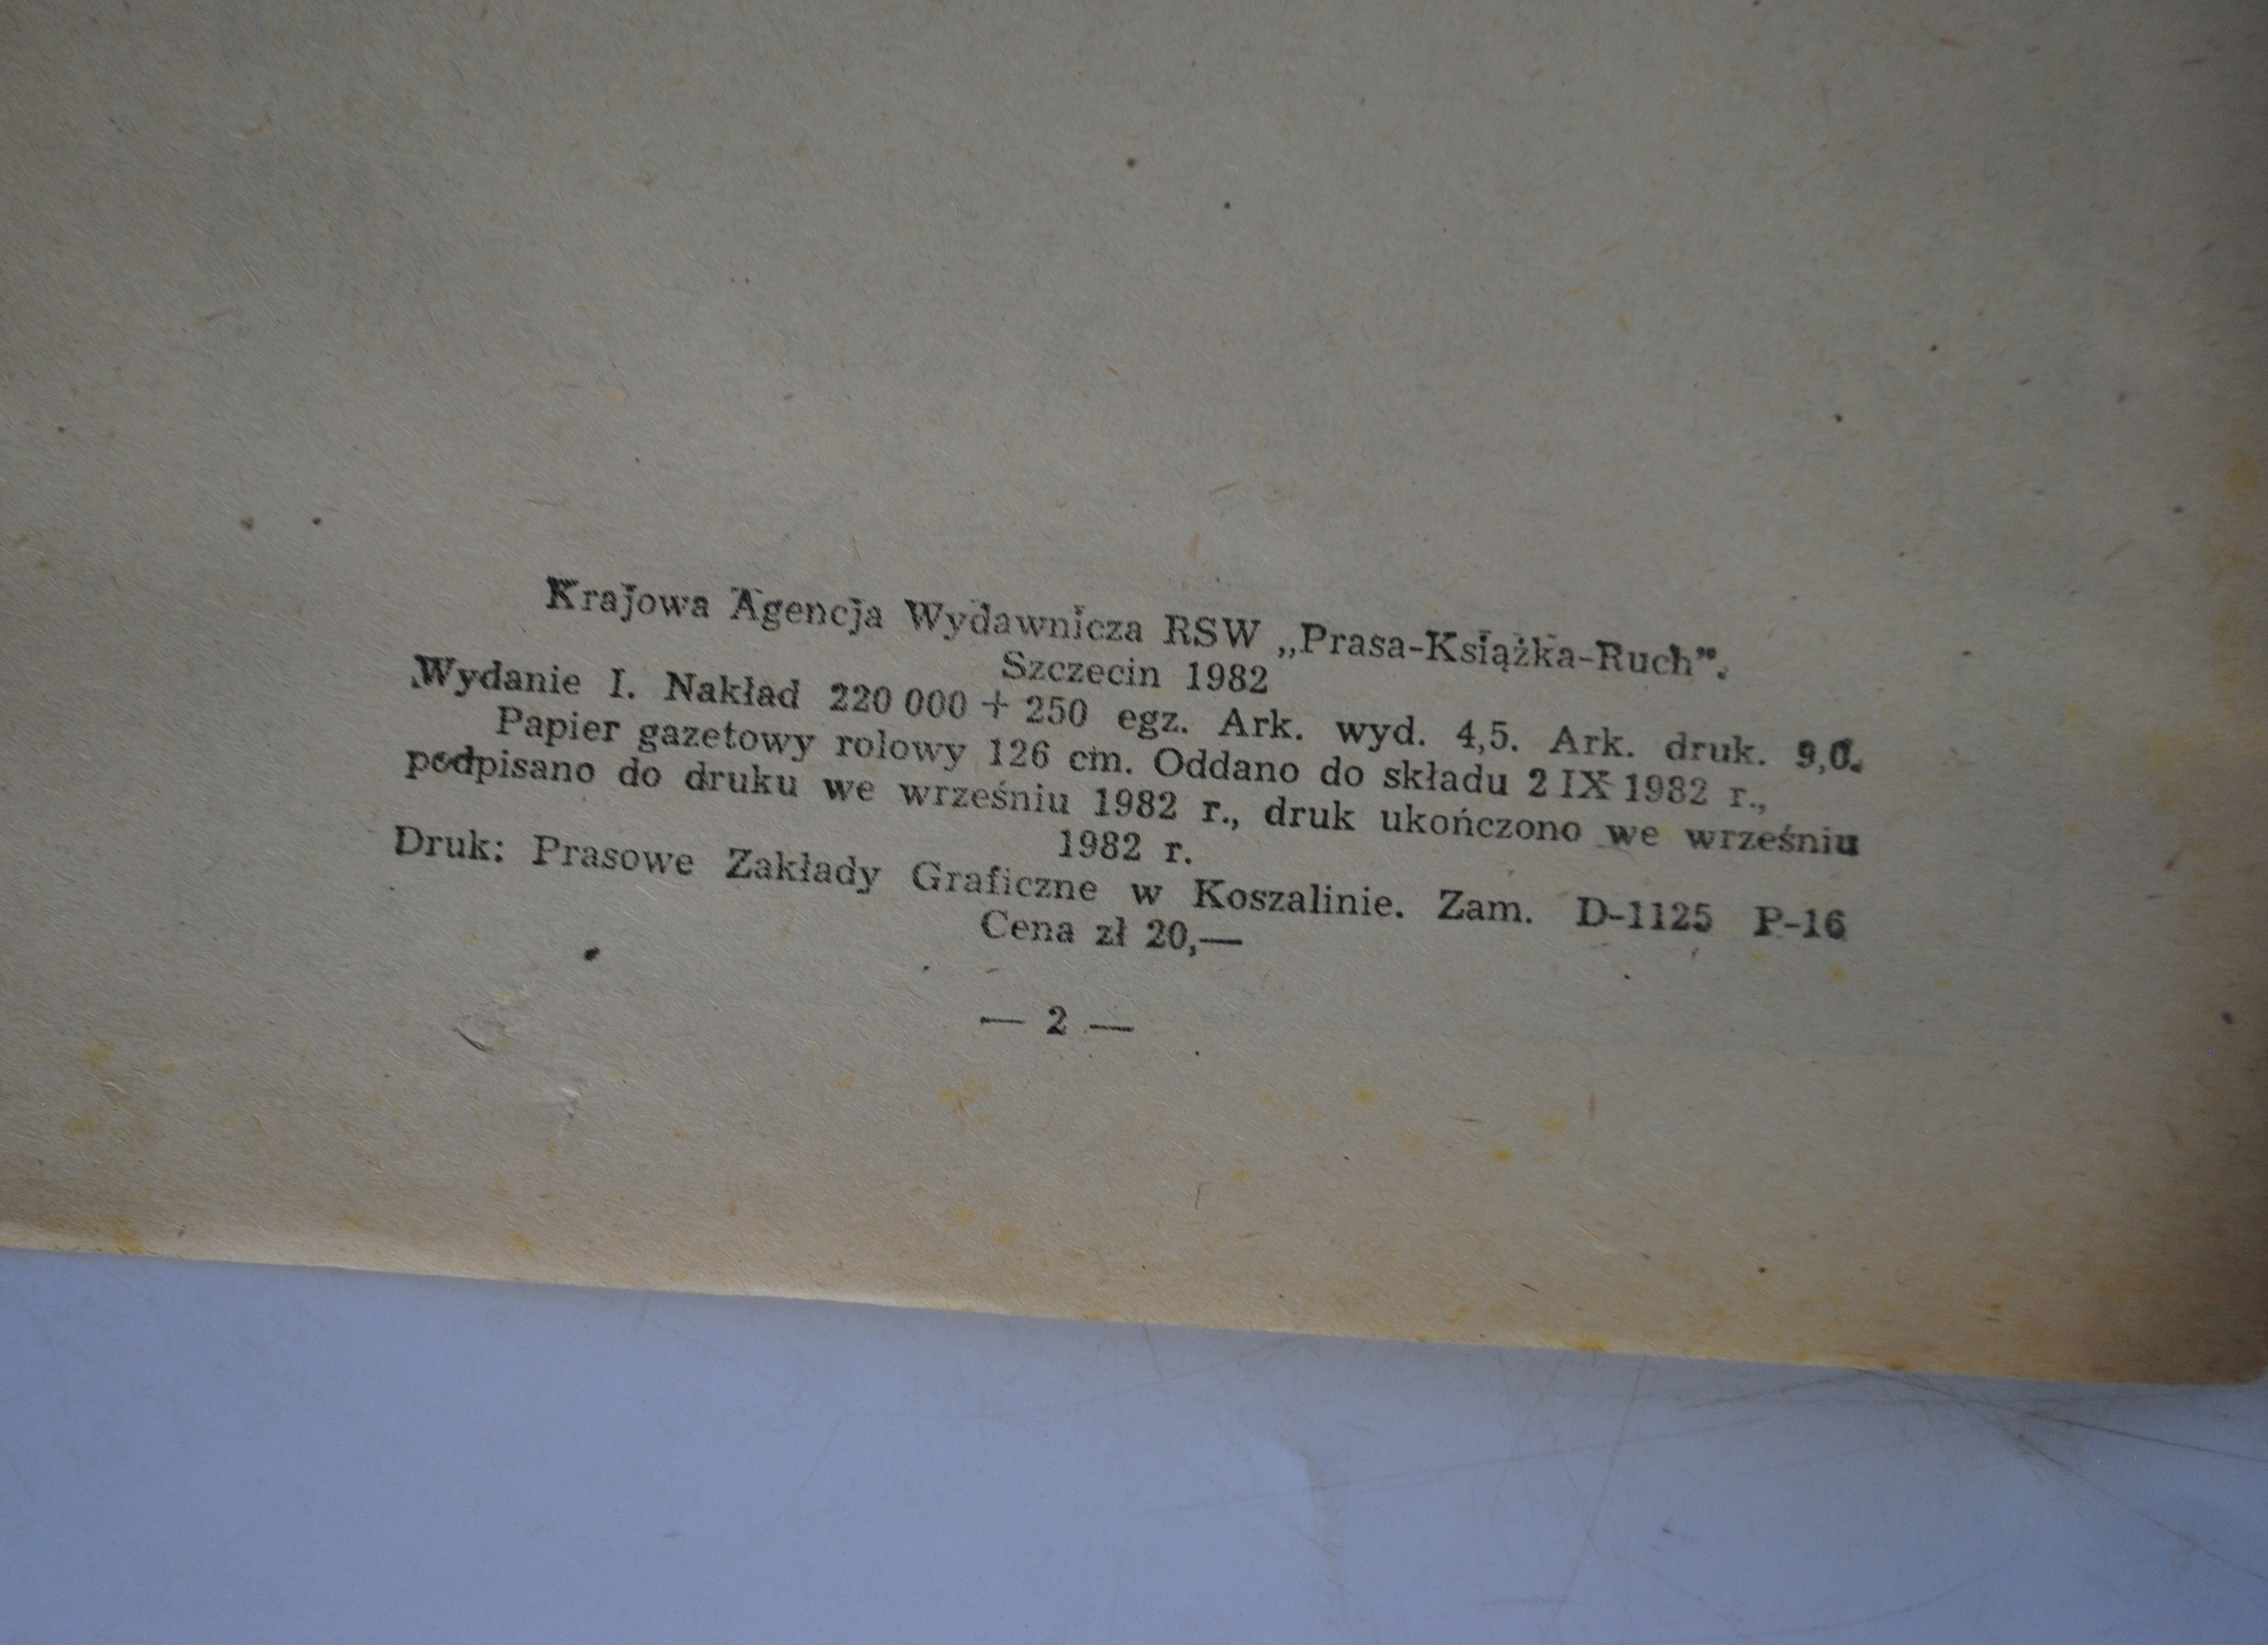 Krajowa Agencja Wydawnicza RSW „Prasa-Książka-Ruch”.
Szczecin 1982
Wydanie I. Nakład 220 000 + 250 egz. Ark. wyd. 4,5. Ark. druk. 9,0.
Papier gazetowy rolowy 126 cm. Oddano do składu 2 IX 1982 r.,
podpisano do druku we wrześniu 1982 r., druk ukończono we wrześniu
1982 r.
Druk: Prasowe Zakłady Graficzne w Koszalinie. Zam. D-1125 P-16
Cena zł 20,—
— 2 —